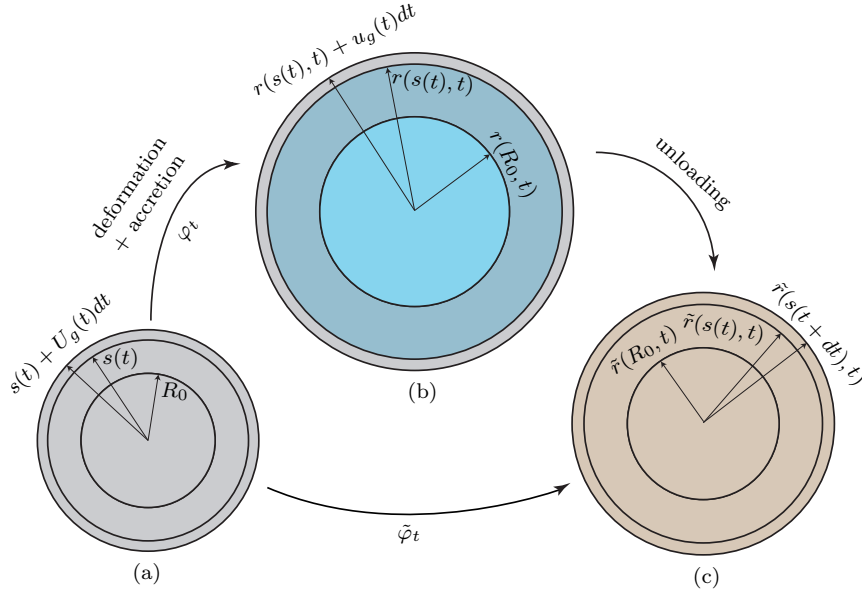 r(s(t), t) + u_g(t)dt
r(s(t), t)
r(R_0, t)
deformation
+ accretion
φ_t
unloading
(b)
s(t) + U_g(t)dt
s(t)
R_0
(a)
r̃(s(t + dt), t)
r̃(s(t), t)
r̃(R_0, t)
(c)
φ̃_t